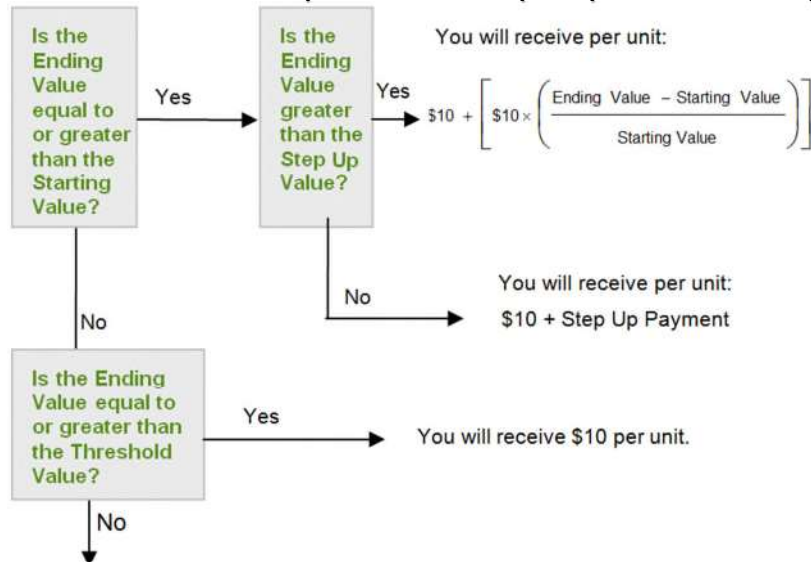 Is the
Ending
Value
equal to
or greater
than the
Starting
Value?
Yes
Is the
Ending
Value
greater
than the
Step Up
Value?
Yes
You will receive per unit:
$10 + [ $10 × ( Ending Value – Starting Value
Starting Value ) ]
No
You will receive per unit:
$10 + Step Up Payment
No
Is the Ending
Value equal to
or greater than
the Threshold
Value?
Yes
You will receive $10 per unit.
No